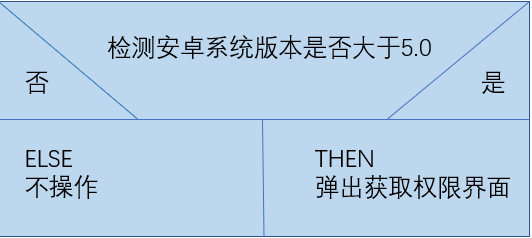 检测安卓系统版本是否大于5.0
否
是
ELSE
不操作
THEN
弹出获取权限界面